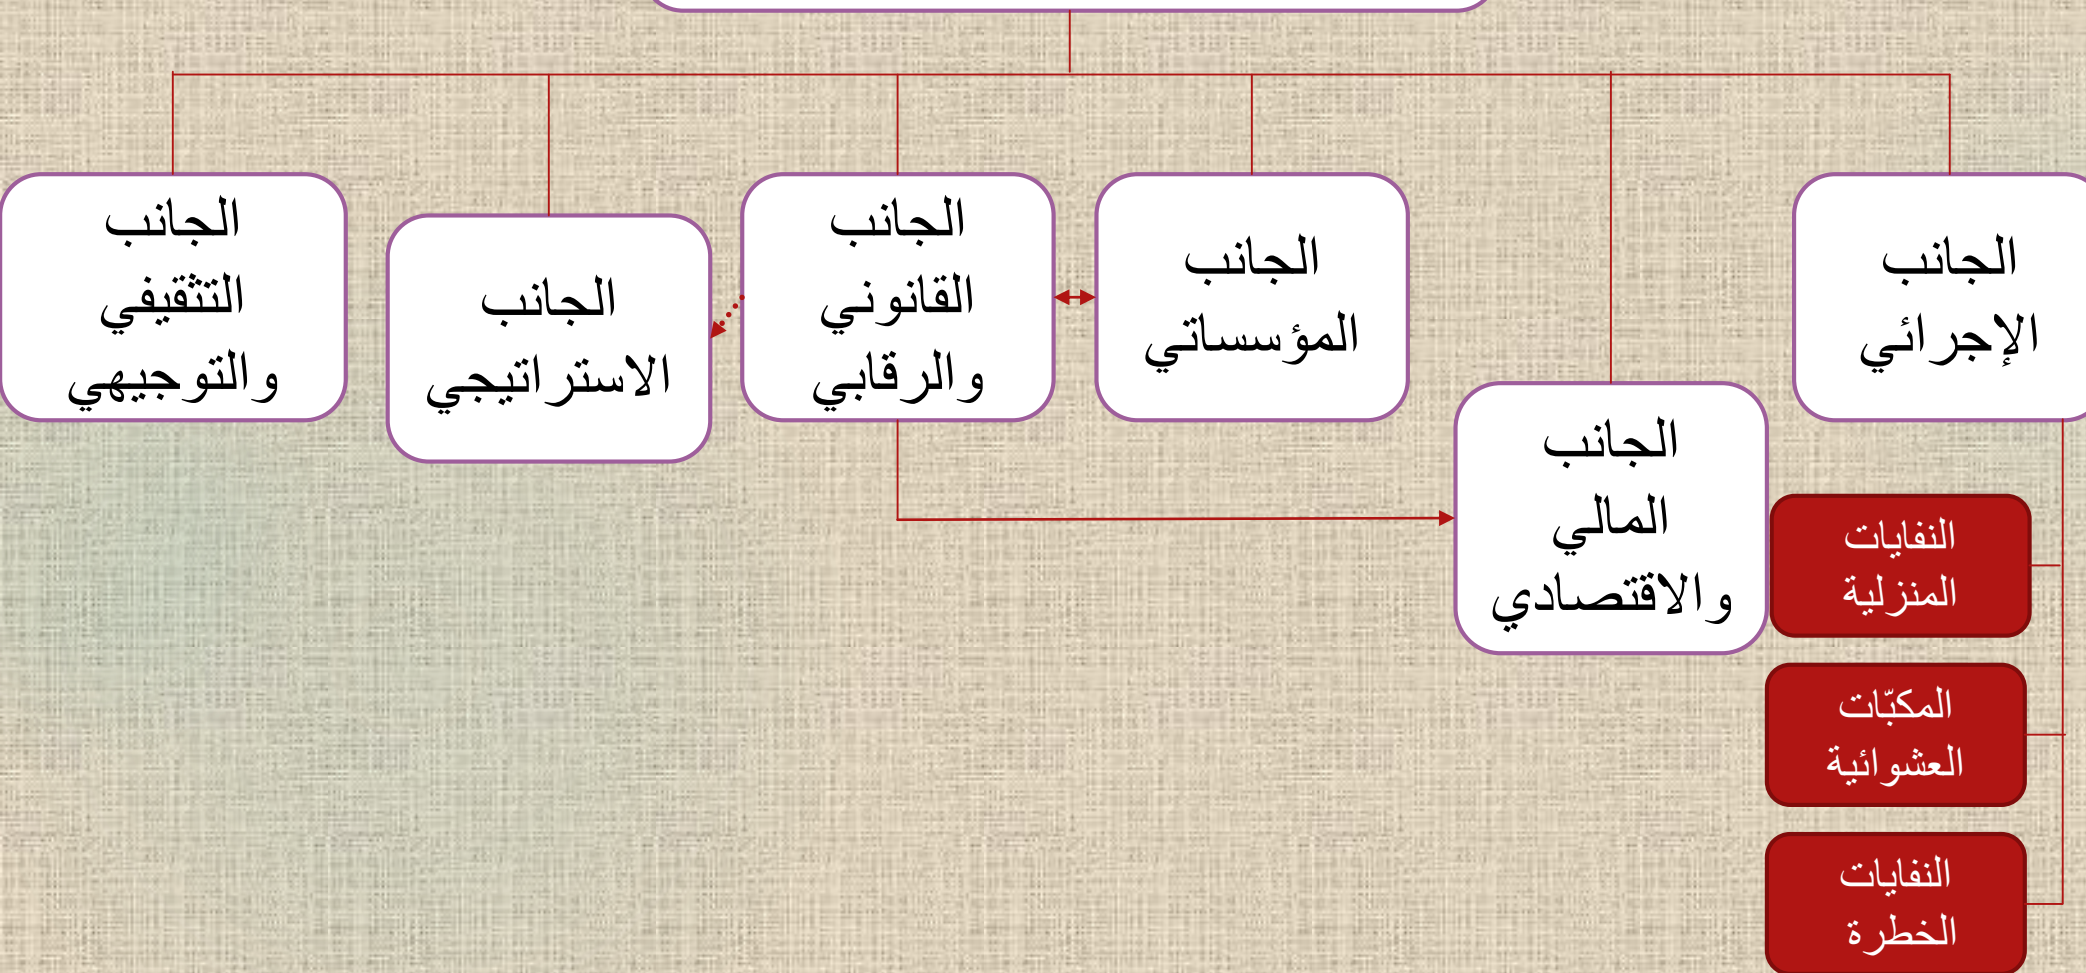 الجانب
الإجرائي
الجانب
المالي
والاقتصادي
الجانب
المؤسساتي
الجانب
القانوني
والرقابي
الجانب
الاستراتيجي
الجانب
التثقيفي
والتوجيهي
النفايات
المنزلية
المكبّات
العشوائية
النفايات
الخطرة